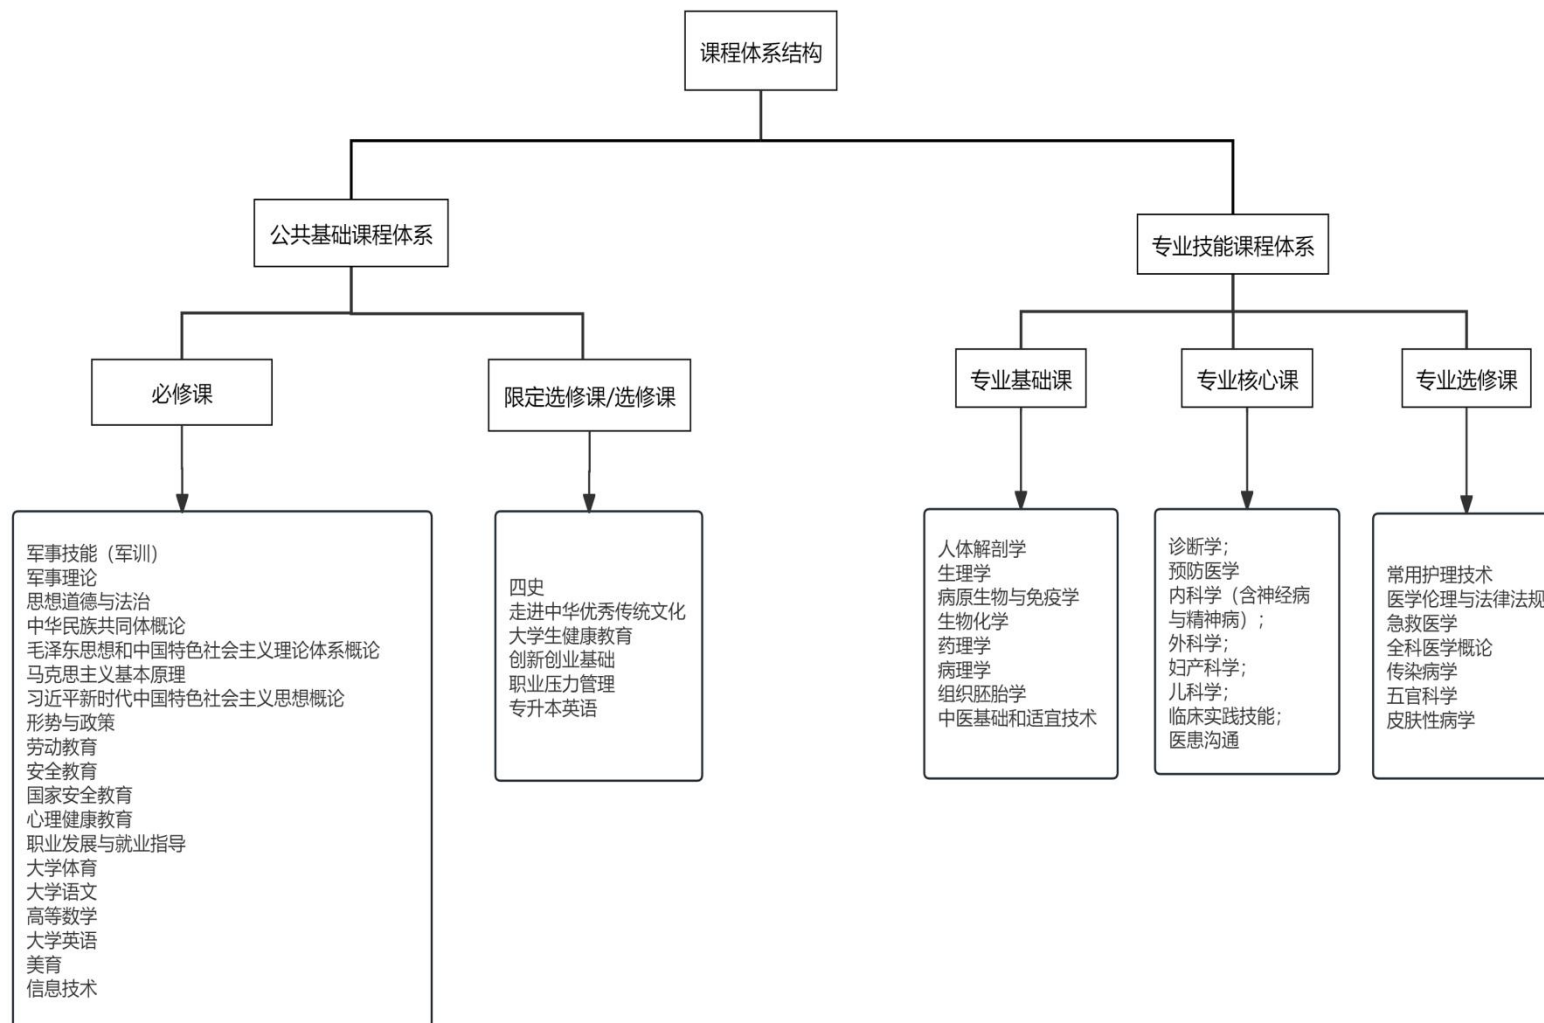 课程体系结构
公共基础课程体系
专业技能课程体系
必修课
限定选修课/选修课
专业基础课
专业核心课
专业选修课
军事技能（军训）
军事理论
思想道德与法治
中华民族共同体概论
毛泽东思想和中国特色社会主义理论体系概论
马克思主义基本原理
习近平新时代中国特色社会主义思想概论
形势与政策
劳动教育
安全教育
国家安全教育
心理健康教育
职业发展与就业指导
大学体育
大学语文
高等数学
大学英语
美育
信息技术
四史
走进中华优秀传统文化
大学生健康教育
创新创业基础
职业压力管理
专升本英语
人体解剖学
生理学
病原生物与免疫学
生物化学
药理学
病理学
组织胚胎学
中医基础和适宜技术
诊断学；
预防医学
内科学（含神经病
与精神病）；
外科学；
妇产科学；
儿科学；
临床实践技能；
医患沟通
常用护理技术
医学伦理与法律法规
急救医学
全科医学概论
传染病学
五官科学
皮肤性病学